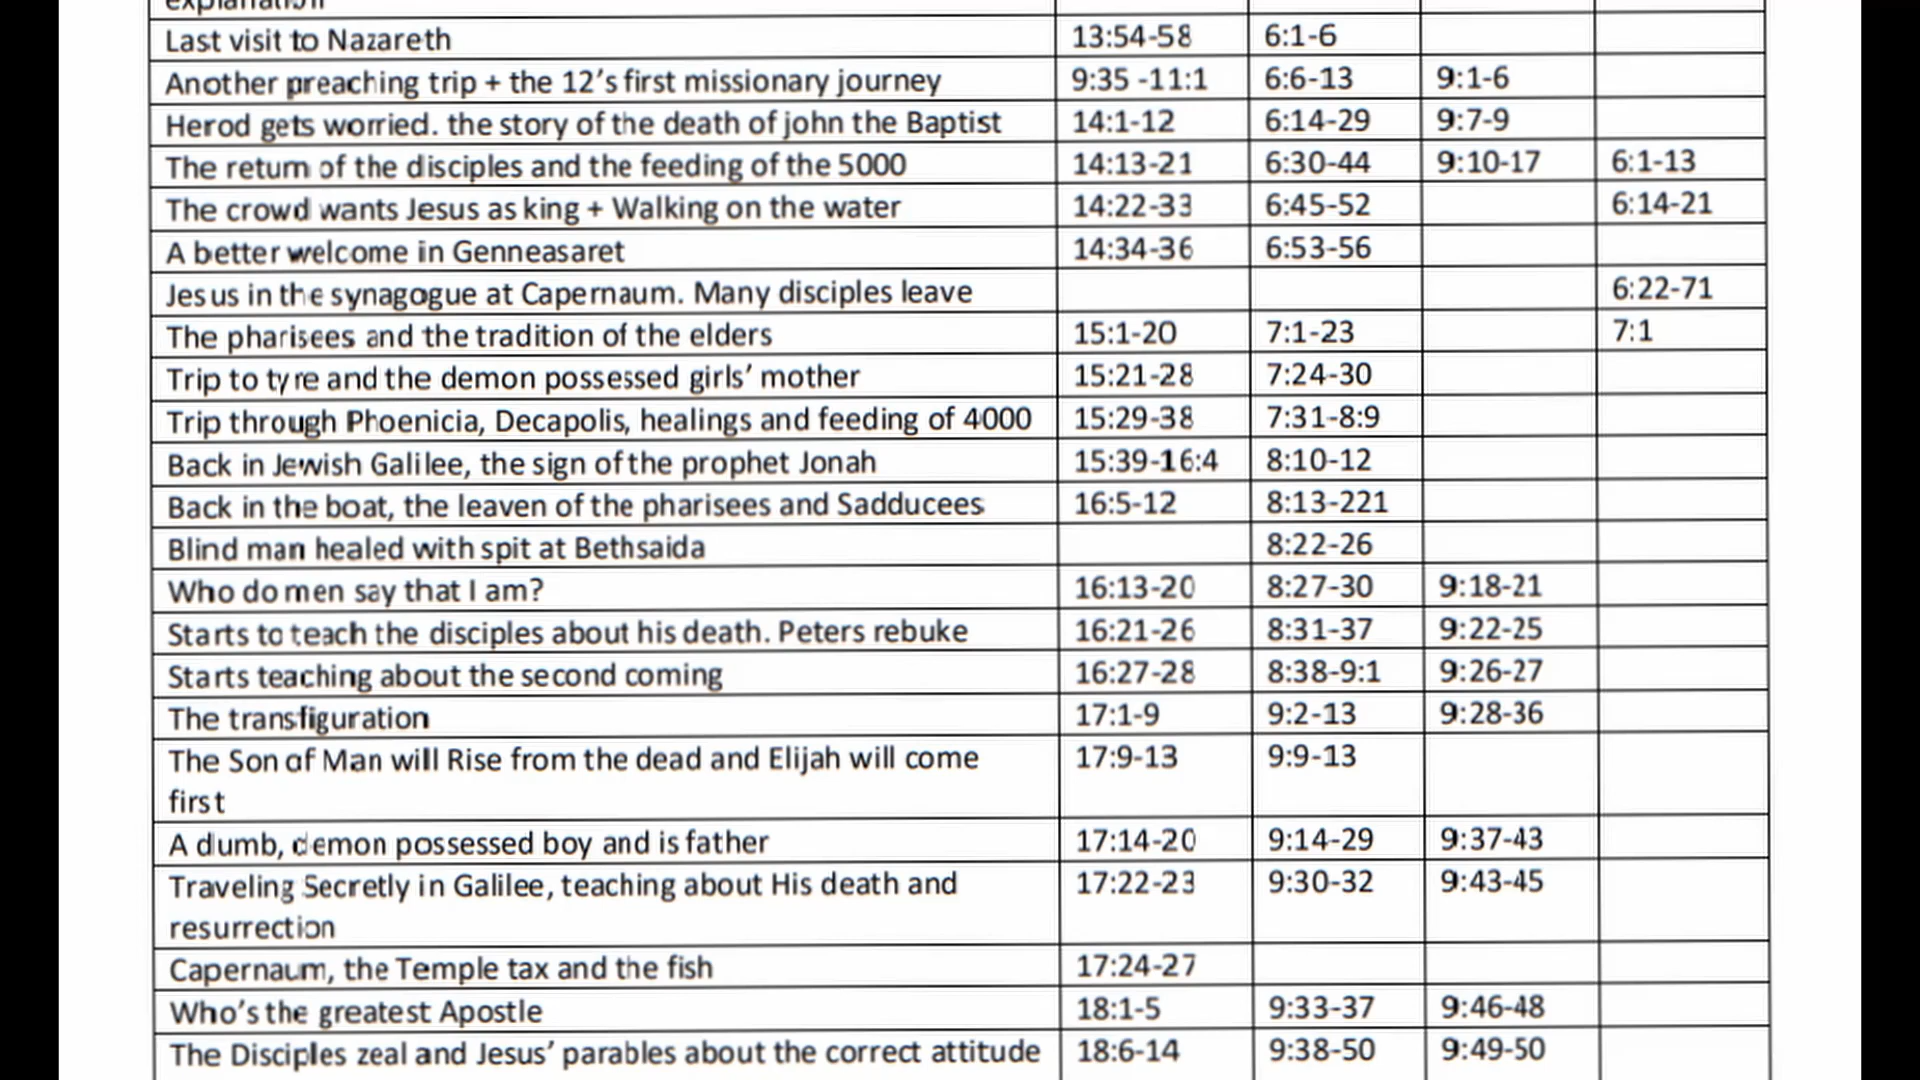 explanation
Last visit to Nazareth 13:54-58 6:1-6
Another preaching trip + the 12’s first missionary journey 9:35 -11:1 6:6-13 9:1-6
Herod gets worried. the story of the death of john the Baptist 14:1-12 6:14-29 9:7-9
The return of the disciples and the feeding of the 5000 14:13-21 6:30-44 9:10-17 6:1-13
The crowd wants Jesus as king + Walking on the water 14:22-33 6:45-52 6:14-21
A better welcome in Genneasaret 14:34-36 6:53-56
Jesus in the synagogue at Capernaum. Many disciples leave 6:22-71
The pharisees and the tradition of the elders 15:1-20 7:1-23 7:1
Trip to tyre and the demon possessed girls’ mother 15:21-28 7:24-30
Trip through Phoenicia, Decapolis, healings and feeding of 4000 15:29-38 7:31-8:9
Back in Jewish Galilee, the sign of the prophet Jonah 15:39-16:4 8:10-12
Back in the boat, the leaven of the pharisees and Sadducees 16:5-12 8:13-221
Blind man healed with spit at Bethsaida 8:22-26
Who do men say that I am? 16:13-20 8:27-30 9:18-21
Starts to teach the disciples about his death. Peters rebuke 16:21-26 8:31-37 9:22-25
Starts teaching about the second coming 16:27-28 8:38-9:1 9:26-27
The transfiguration 17:1-9 9:2-13 9:28-36
The Son of Man will Rise from the dead and Elijah will come 17:9-13 9:9-13
first
A dumb, demon possessed boy and is father 17:14-20 9:14-29 9:37-43
Traveling Secretly in Galilee, teaching about His death and 17:22-23 9:30-32 9:43-45
resurrection
Capernaum, the Temple tax and the fish 17:24-27
Who’s the greatest Apostle 18:1-5 9:33-37 9:46-48
The Disciples zeal and Jesus’ parables about the correct attitude 18:6-14 9:38-50 9:49-50